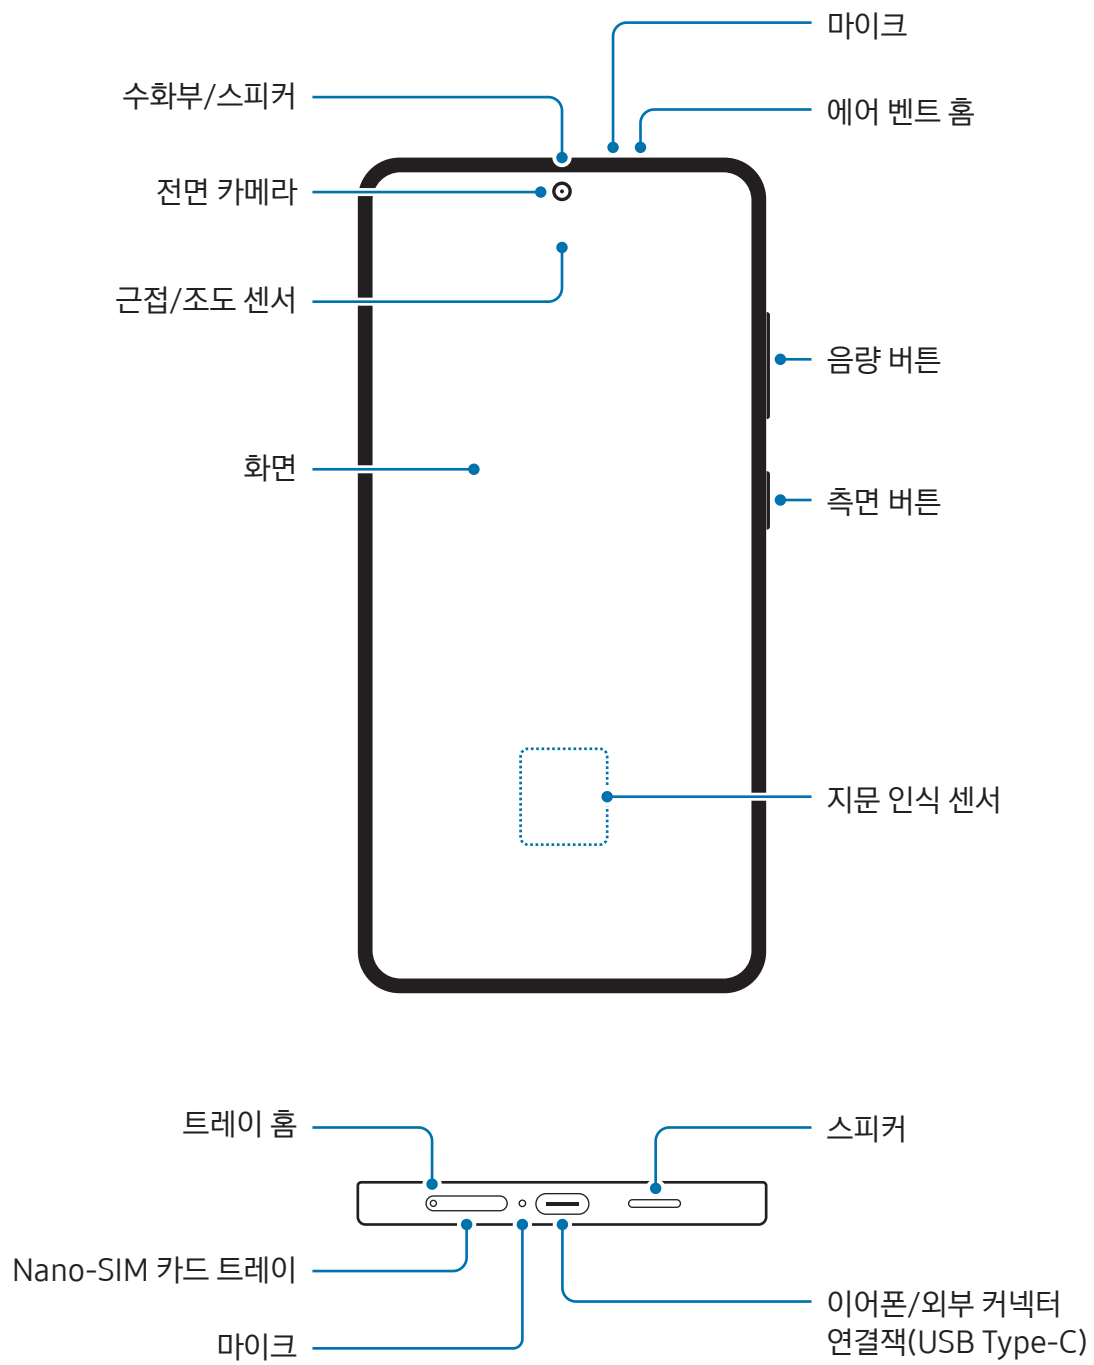 마이크
수화부/스피커
에어 벤트 홈
전면 카메라
근접/조도 센서
음량 버튼
화면
측면 버튼
지문 인식 센서
트레이 홈
스피커
Nano-SIM 카드 트레이
이어폰/외부 커넥터
연결잭(USB Type-C)
마이크